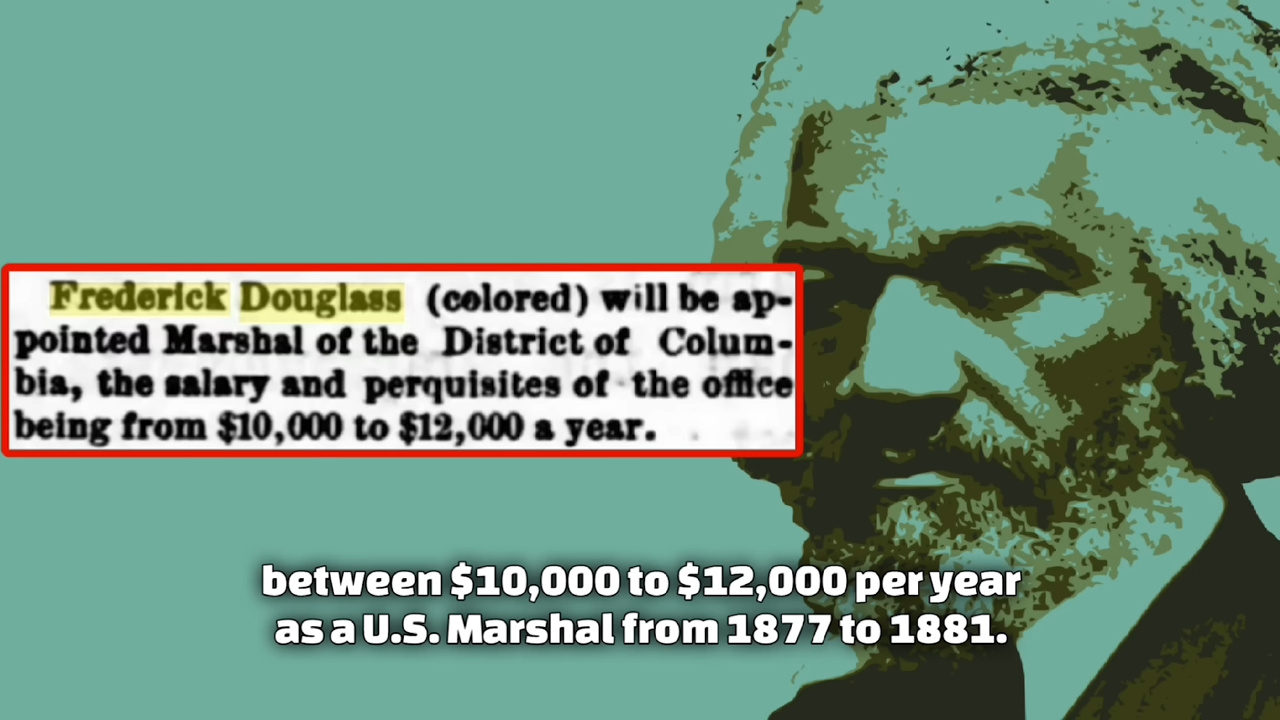 Frederick Douglass (colored) will be ap-
pointed Marshal of the District of Colum-
bia, the salary and perquisites of the office
being from $10,000 to $12,000 a year.
between $10,000 to $12,000 per year
as a U.S. Marshal from 1877 to 1881.